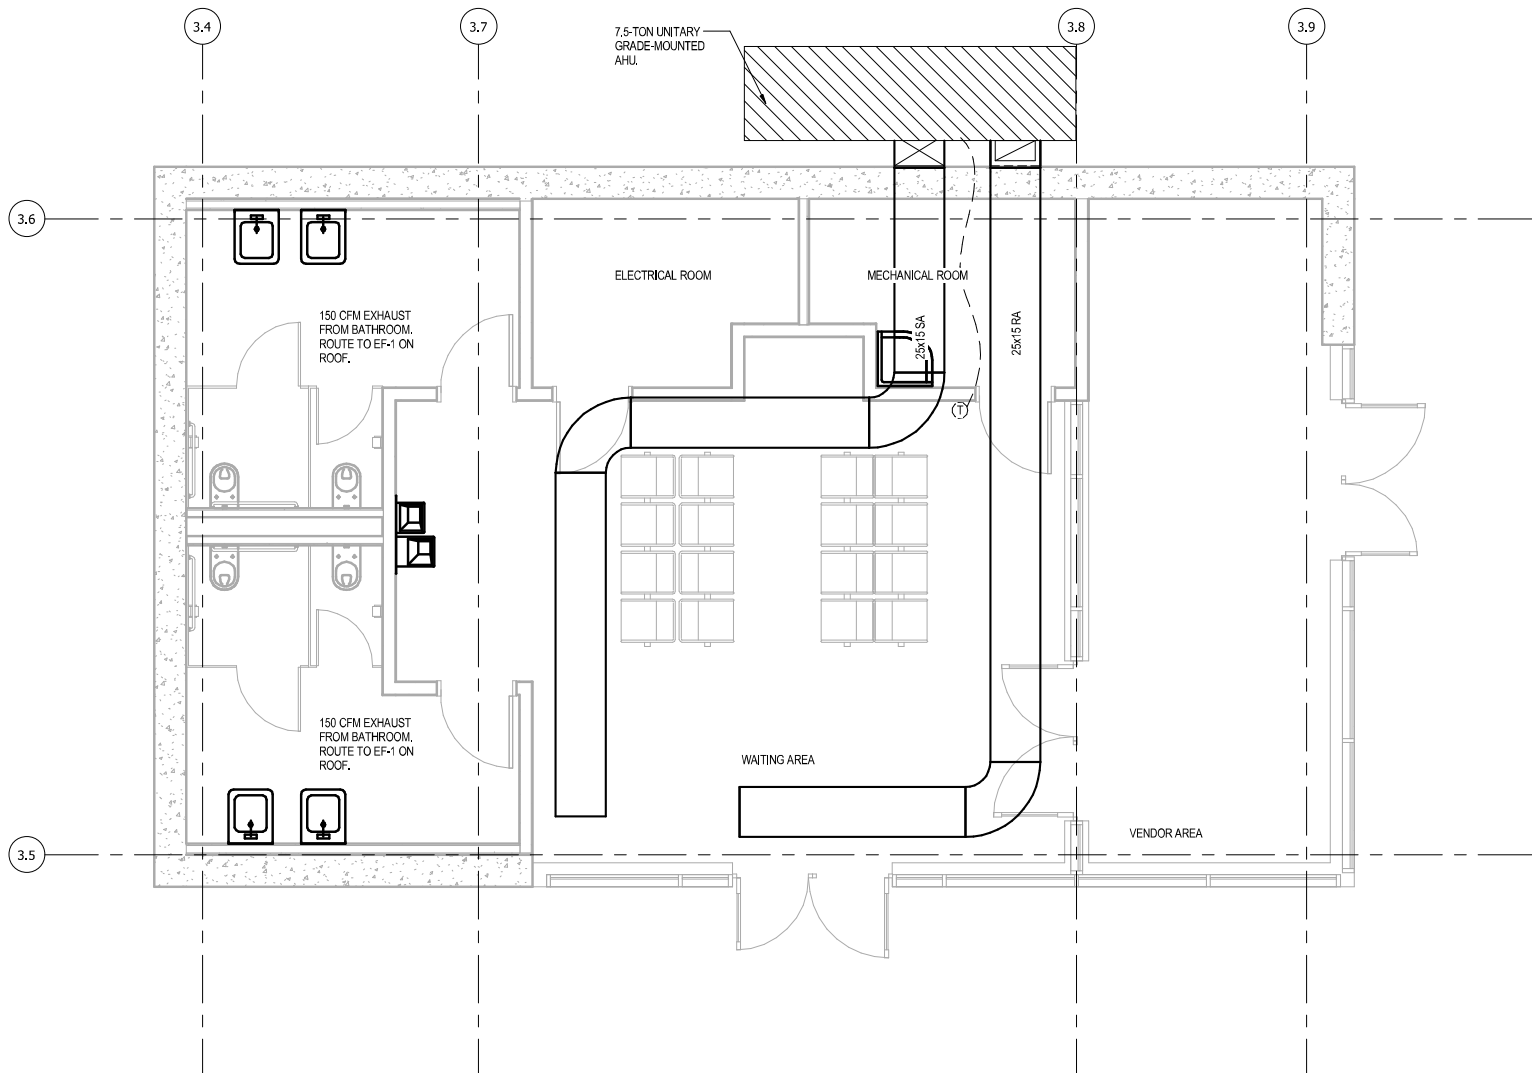 3.4
3.7
3.8
3.9
7.5-TON UNITARY
GRADE-MOUNTED
AHU.
3.6
ELECTRICAL ROOM
MECHANICAL ROOM
150 CFM EXHAUST
FROM BATHROOM.
ROUTE TO EF-1 ON
ROOF.
25x15 SA
25x15 RA
T
150 CFM EXHAUST
FROM BATHROOM.
ROUTE TO EF-1 ON
ROOF.
WAITING AREA
VENDOR AREA
3.5